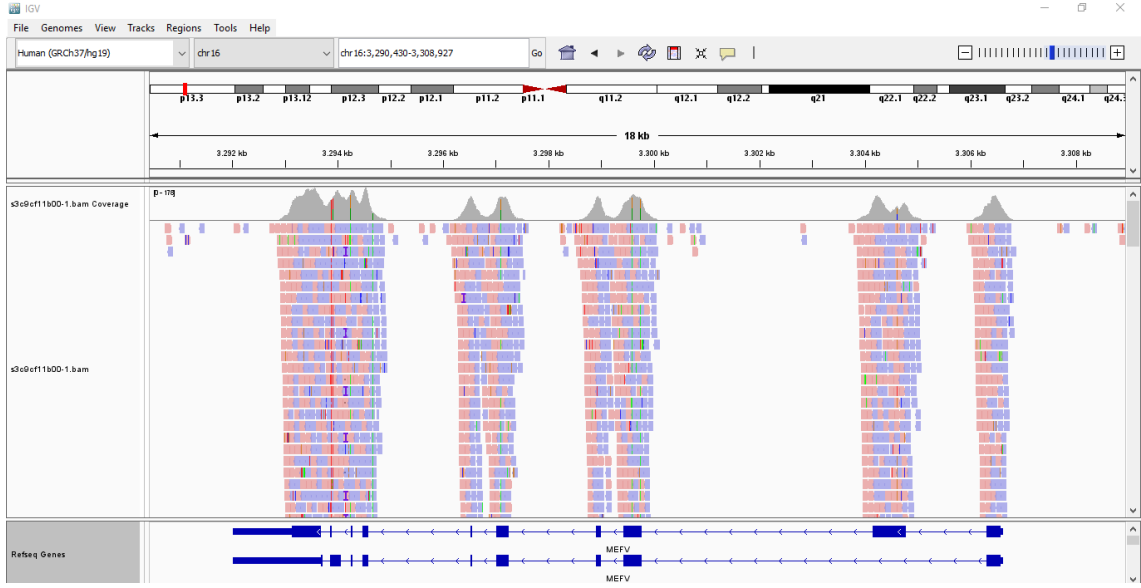 IGV
File Genomes View Tracks Regions Tools Help
Human (GRCh37/hg19) chr16 chr16:3,290,430-3,308,927 Go
p13.3 p13.2 p13.12 p12.3 p12.2 p12.1 p11.2 p11.1 q11.2 q12.1 q12.2 q21 q22.1 q22.2 q23.1 q23.2 q24.1 q24.3
18 kb
3.292 kb 3.294 kb 3.296 kb 3.298 kb 3.300 kb 3.302 kb 3.304 kb 3.306 kb 3.308 kb
[0 - 178]
s3c9cf11b00-1.bam Coverage
s3c9cf11b00-1.bam
Refseq Genes
MEFV
MEFV